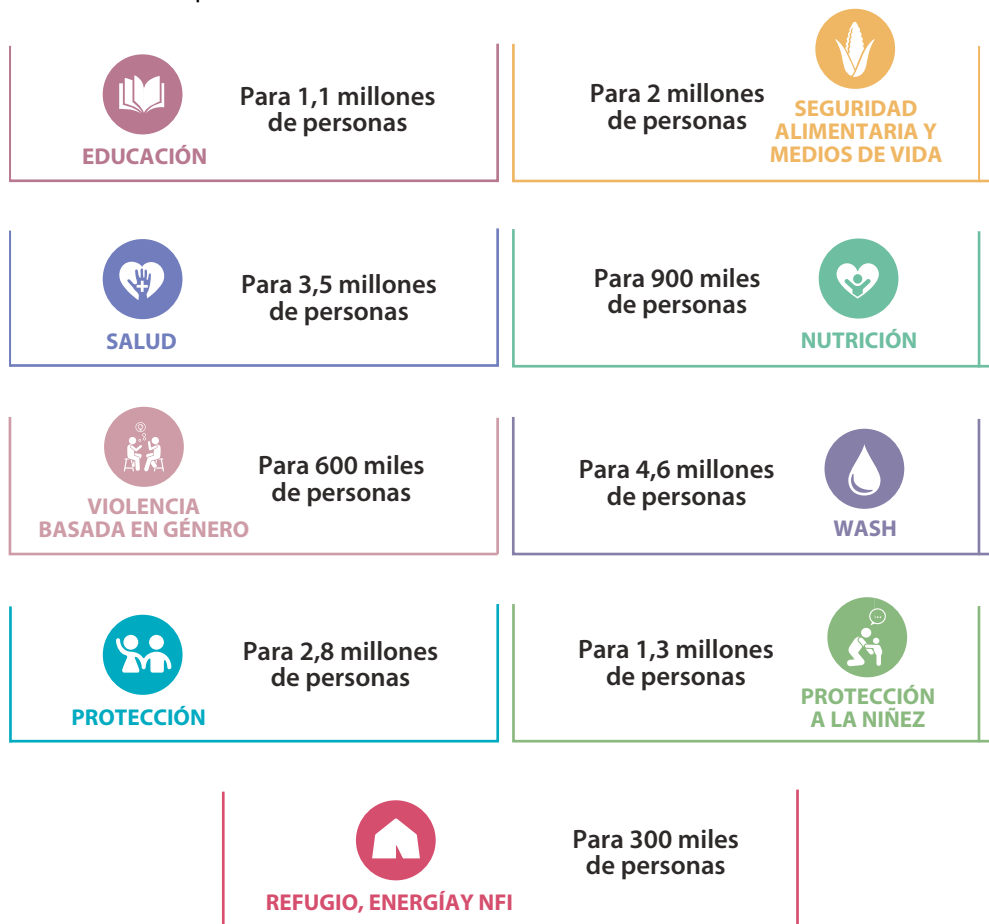 Para 1,1 millones
de personas
EDUCACIÓN
Para 2 millones
de personas
SEGURIDAD
ALIMENTARIA Y
MEDIOS DE VIDA
Para 3,5 millones
de personas
SALUD
Para 900 miles
de personas
NUTRICIÓN
Para 600 miles
de personas
VIOLENCIA
BASADA EN GÉNERO
Para 4,6 millones
de personas
WASH
Para 2,8 millones
de personas
PROTECCIÓN
Para 1,3 millones
de personas
PROTECCIÓN
A LA NIÑEZ
Para 300 miles
de personas
REFUGIO, ENERGÍAY NFI